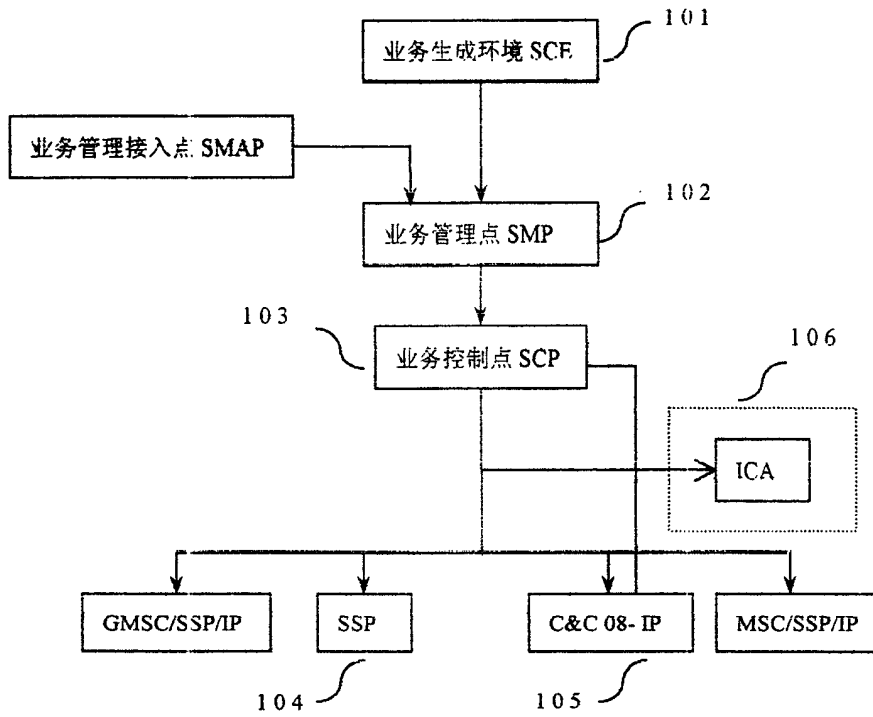 101
业务生成环境 SCE
业务管理接入点 SMAP
102
业务管理点 SMP
103
业务控制点 SCP
106
ICA
GMSC/SSP/IP
SSP
C&C 08- IP
MSC/SSP/IP
104
105